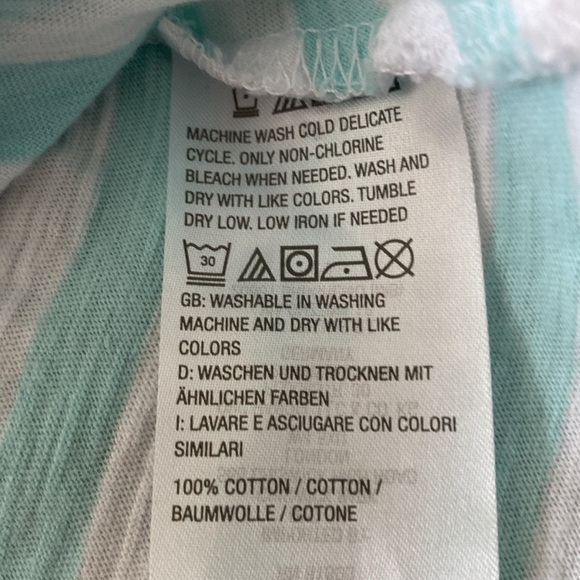 MACHINE WASH COLD DELICATE
CYCLE. ONLY NON-CHLORINE
BLEACH WHEN NEEDED. WASH AND
DRY WITH LIKE COLORS. TUMBLE
DRY LOW. LOW IRON IF NEEDED
30
GB: WASHABLE IN WASHING
MACHINE AND DRY WITH LIKE
COLORS
D: WASCHEN UND TROCKNEN MIT
ÄHNLICHEN FARBEN
I: LAVARE E ASCIUGARE CON COLORI
SIMILARI
100% COTTON / COTTON /
BAUMWOLLE / COTONE